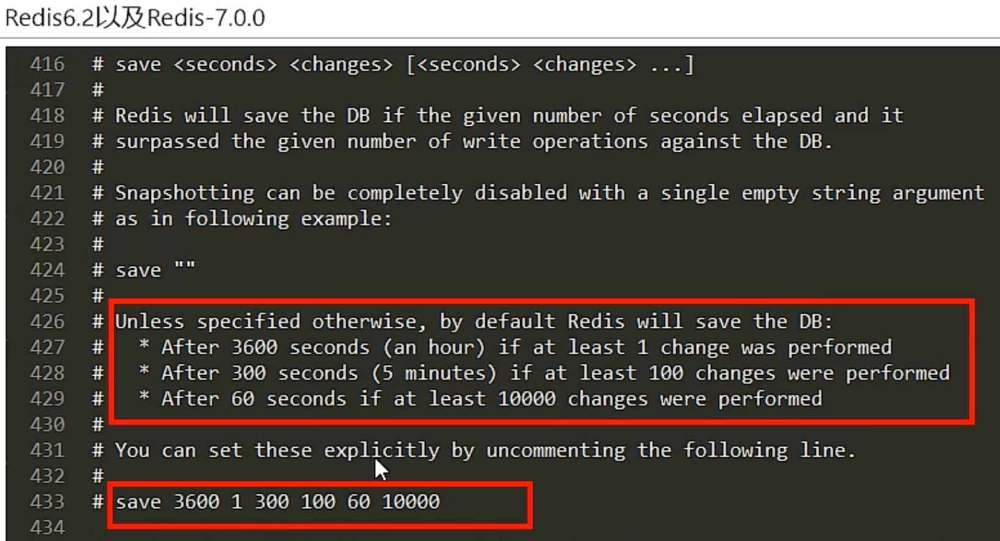 Redis6.2以及Redis-7.0.0
416 # save <seconds> <changes> [<seconds> <changes> ...]
417 #
418 # Redis will save the DB if the given number of seconds elapsed and it
419 # surpassed the given number of write operations against the DB.
420 #
421 # Snapshotting can be completely disabled with a single empty string argument
422 # as in following example:
423 #
424 # save ""
425 #
426 # Unless specified otherwise, by default Redis will save the DB:
427 #   * After 3600 seconds (an hour) if at least 1 change was performed
428 #   * After 300 seconds (5 minutes) if at least 100 changes were performed
429 #   * After 60 seconds if at least 10000 changes were performed
430 #
431 # You can set these explicitly by uncommenting the following line.
432 #
433 # save 3600 1 300 100 60 10000
434